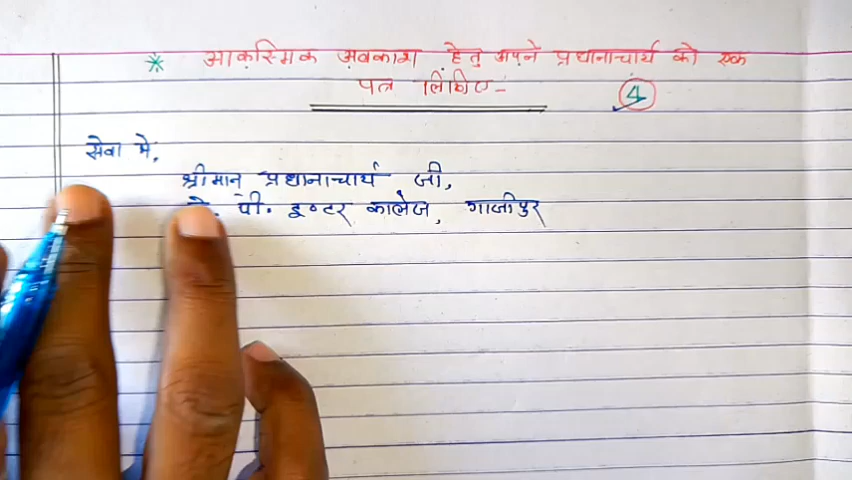 * आकस्मिक अवकाश हेतु अपने प्रधानाचार्य को एक
पत्र लिखिए-
4
सेवा में,
श्रीमान् प्रधानाचार्य जी,
पी. इण्टर कालेज, गाजीपुर